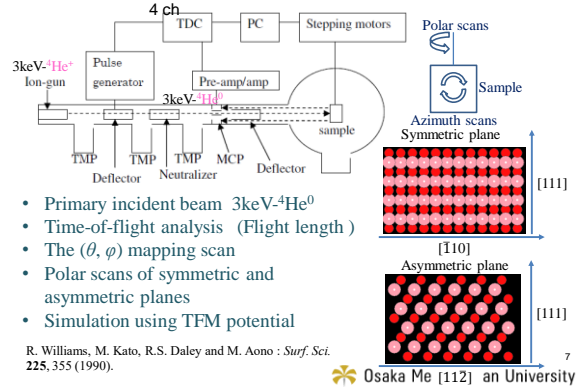 4 ch
TDC
PC
Stepping motors
Polar scans
3keV-⁴He⁺
Ion-gun
Pulse
generator
Pre-amp/amp
3keV-⁴He⁰
Sample
sample
Azimuth scans
TMP
TMP
TMP
MCP
Deflector
Deflector
Neutralizer
Symmetric plane
[111]
[1̄10]
• Primary incident beam 3keV-⁴He⁰
• Time-of-flight analysis (Flight length )
• The (θ, φ) mapping scan
• Polar scans of symmetric and
asymmetric planes
• Simulation using TFM potential
Asymmetric plane
[111]
[112̄]
R. Williams, M. Kato, R.S. Daley and M. Aono : Surf. Sci.
225, 355 (1990).
7
Osaka Me an University